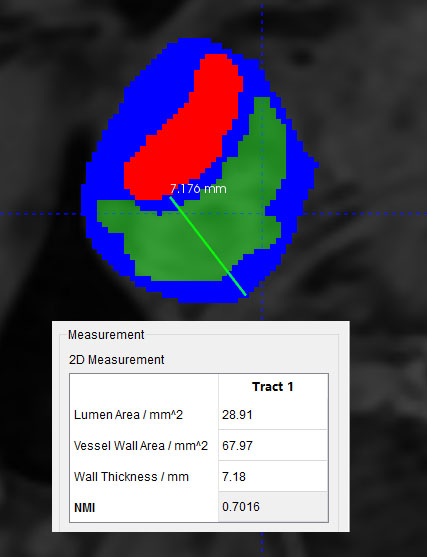 7.176 mm
Measurement
2D Measurement
Tract 1
Lumen Area / mm^2 28.91
Vessel Wall Area / mm^2 67.97
Wall Thickness / mm 7.18
NMI 0.7016